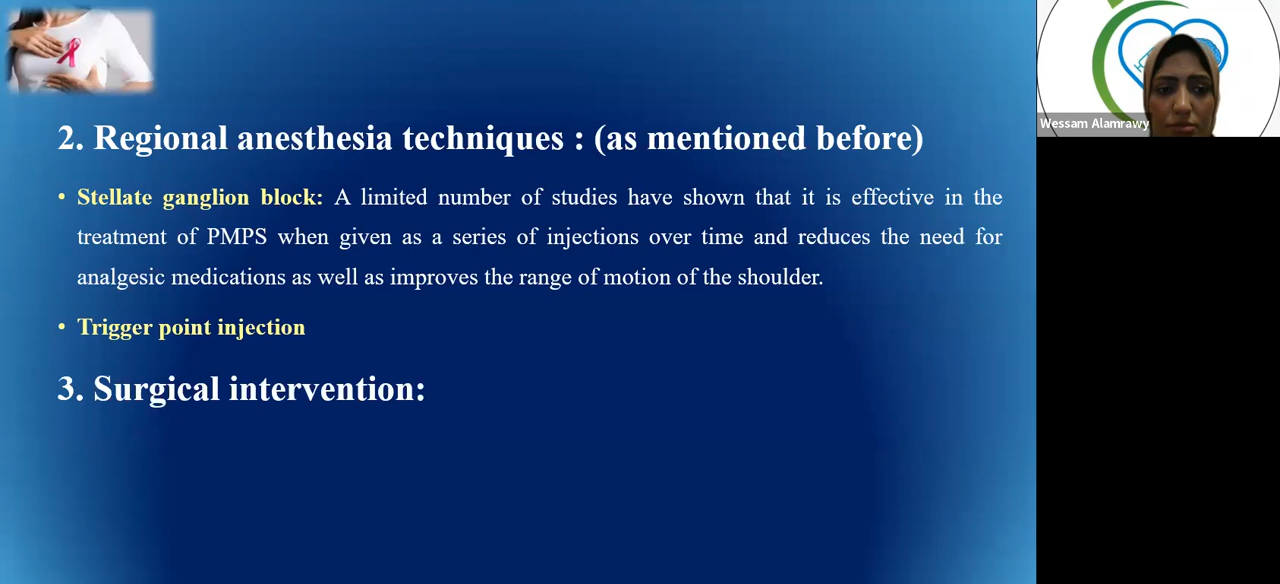 2. Regional anesthesia techniques : (as mentioned before)
• Stellate ganglion block: A limited number of studies have shown that it is effective in the
treatment of PMPS when given as a series of injections over time and reduces the need for
analgesic medications as well as improves the range of motion of the shoulder.
• Trigger point injection
3. Surgical intervention:
Wessam Alamrawy